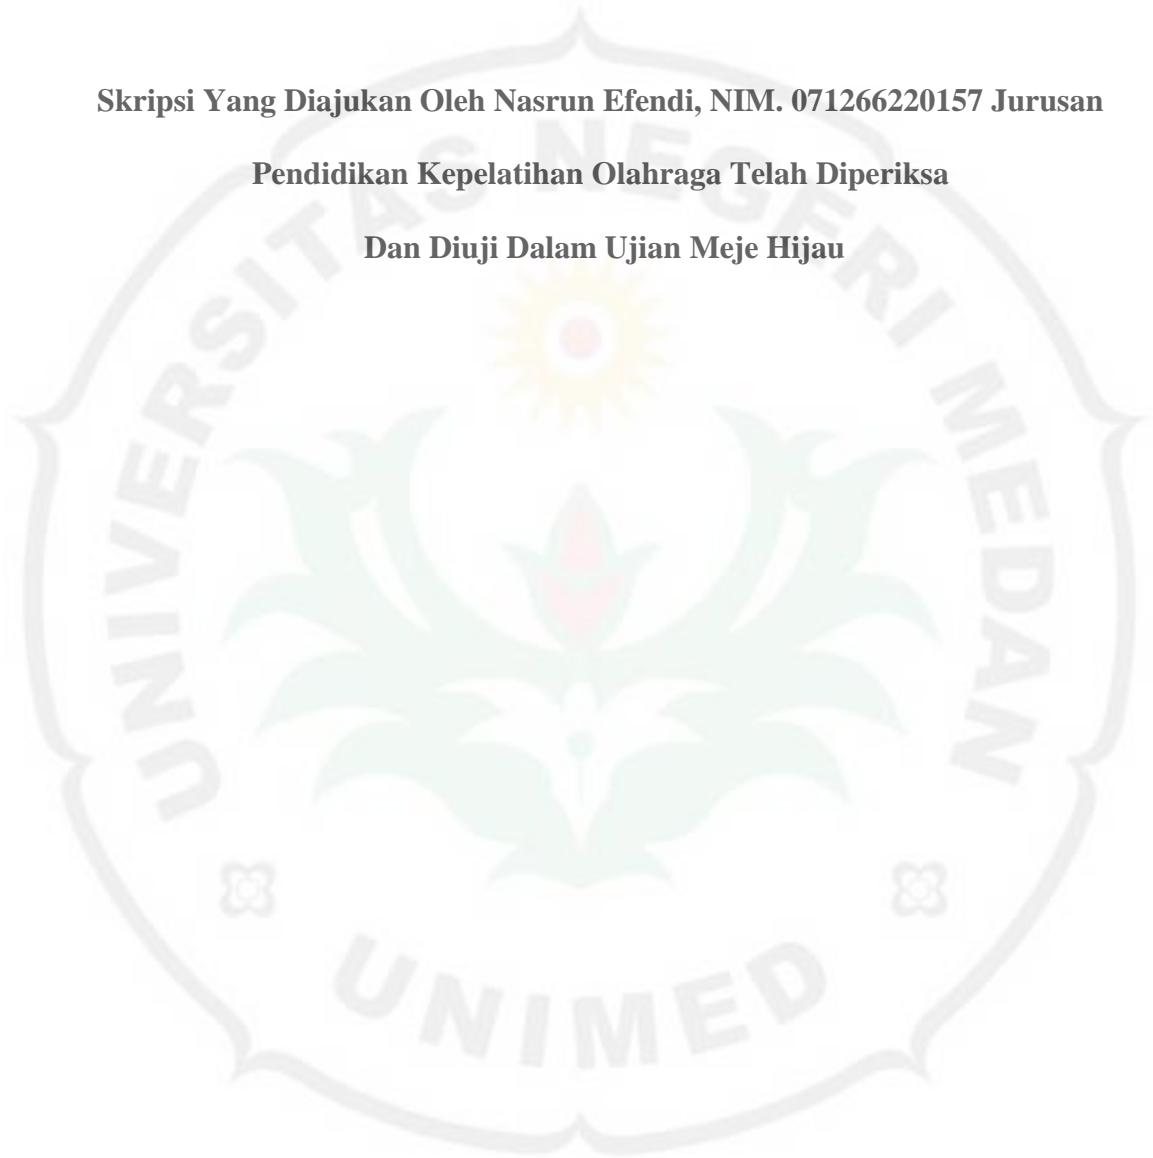 Skripsi Yang Diajukan Oleh Nasrun Efendi, NIM. 071266220157 Jurusan
Pendidikan Kepelatihan Olahraga Telah Diperiksa
Dan Diuji Dalam Ujian Meje Hijau
UNIVERSITAS NEGERI MEDAN
UNIMED